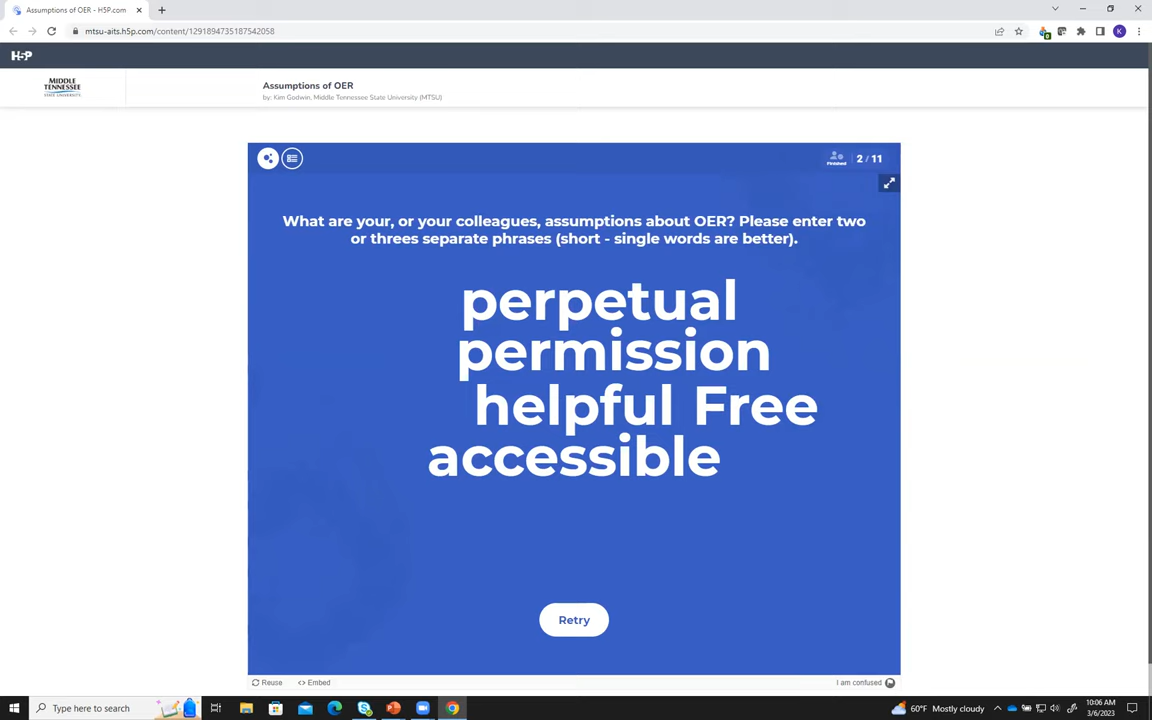 Assumptions of OER - H5P.com
mtsu-aits.h5p.com/content/1291894735187542058
K
H5P
MIDDLE
TENNESSEE
STATE UNIVERSITY.
Assumptions of OER
by: Kim Godwin, Middle Tennessee State University (MTSU)
Finished
2 / 11
What are your, or your colleagues, assumptions about OER? Please enter two
or threes separate phrases (short - single words are better).
perpetual
permission
helpful Free
accessible
Retry
Reuse
<> Embed
I am confused
Type here to search
60°F Mostly cloudy
10:06 AM
3/6/2023